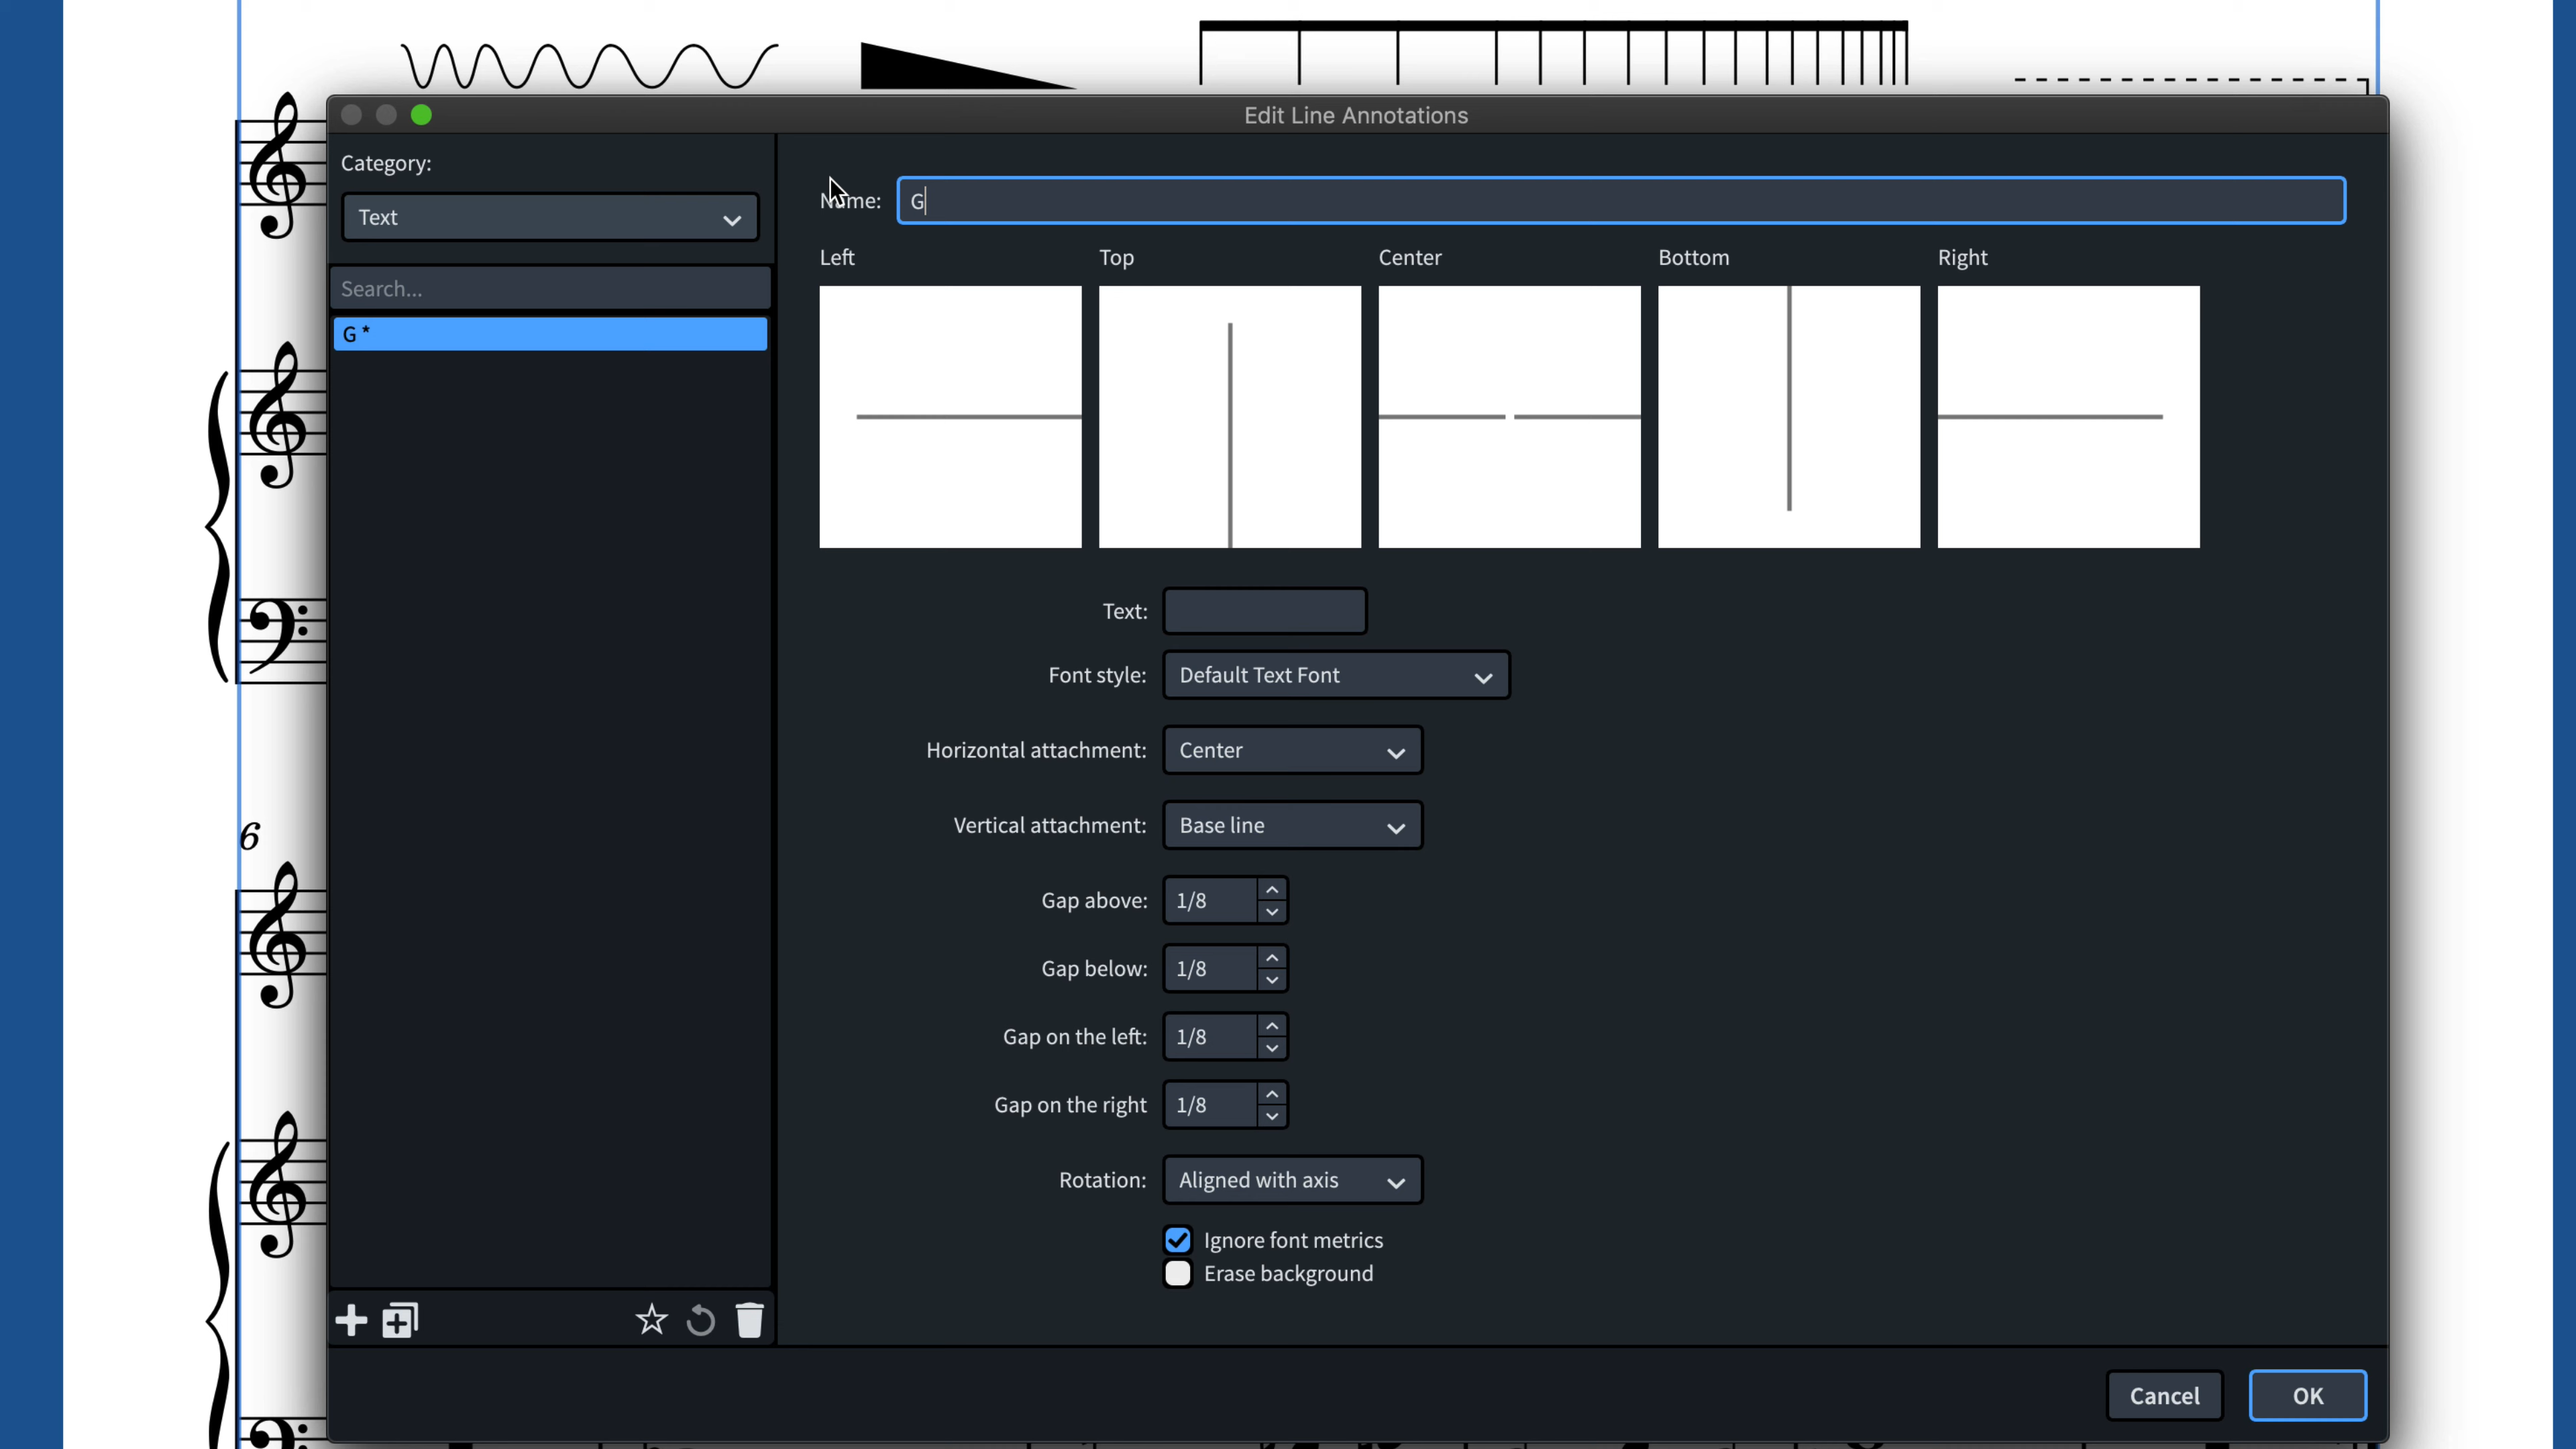 Edit Line Annotations
Category:
Text
Search...
G *
Name: G
Left Top Center Bottom Right
Text:
Font style: Default Text Font
Horizontal attachment: Center
Vertical attachment: Base line
Gap above: 1/8
Gap below: 1/8
Gap on the left: 1/8
Gap on the right 1/8
Rotation: Aligned with axis
Ignore font metrics
Erase background
Cancel OK
6